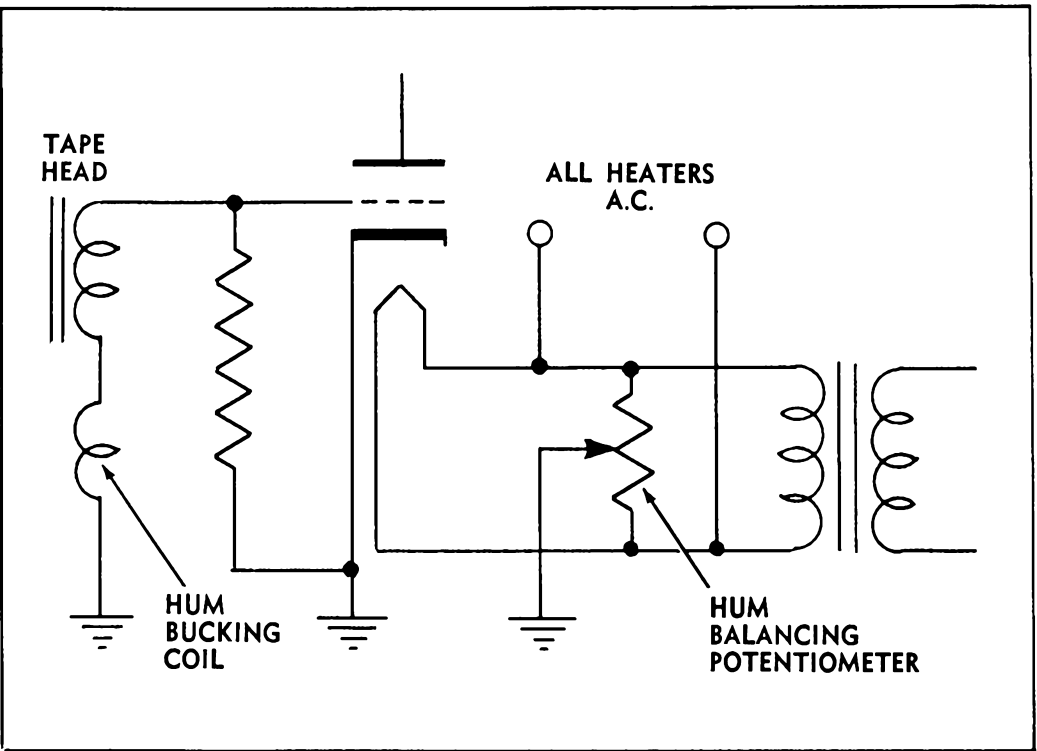 TAPE
HEAD
ALL HEATERS
A.C.
HUM
BUCKING
COIL
HUM
BALANCING
POTENTIOMETER